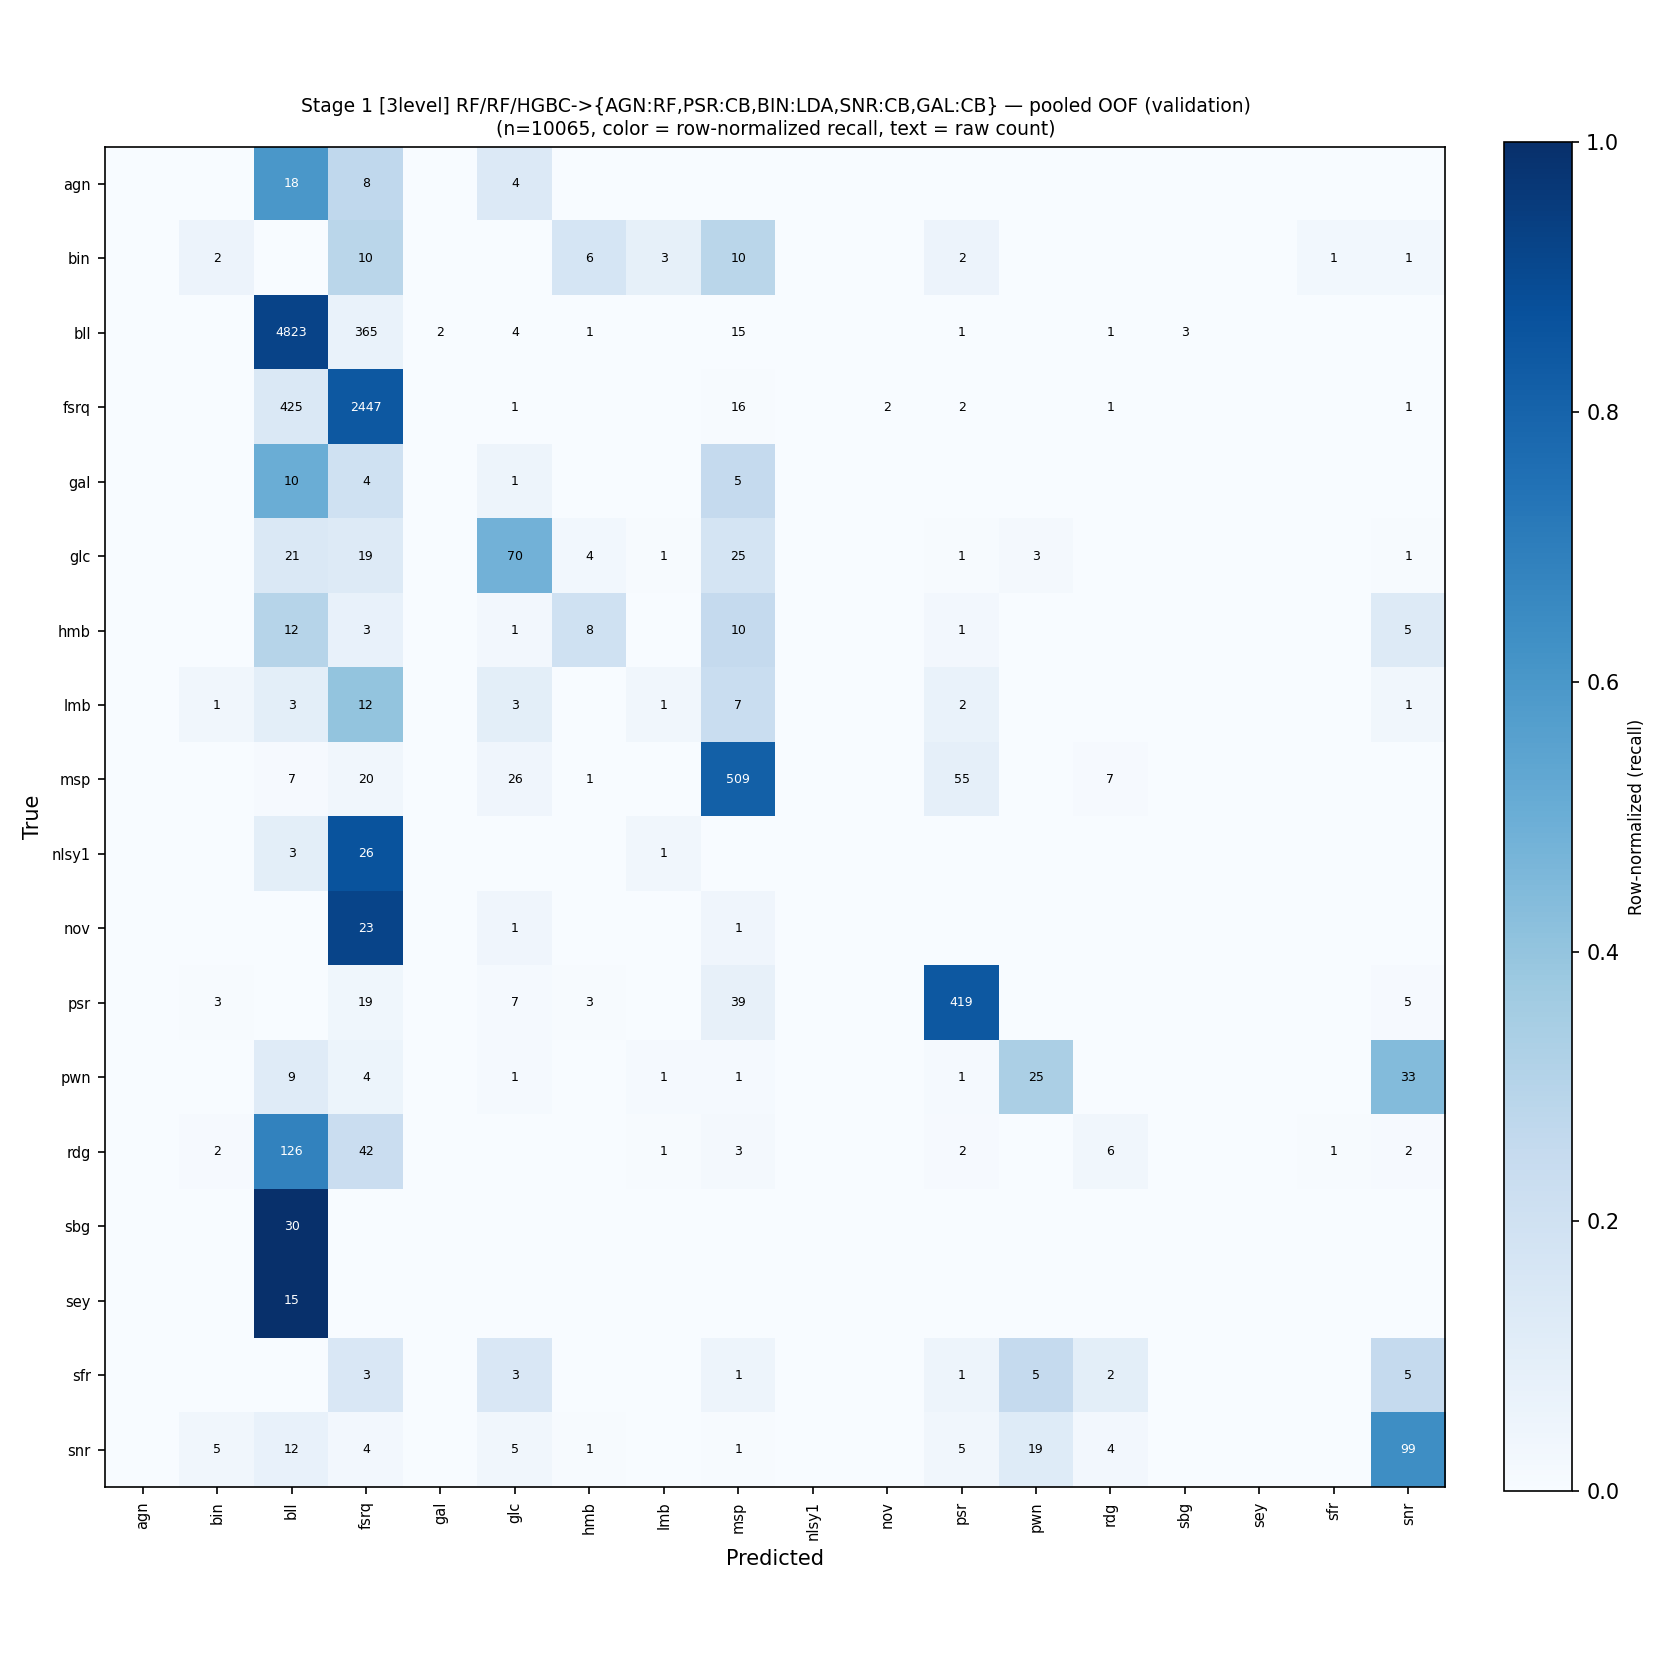 Stage 1 [3level] RF/RF/HGBC->{AGN:RF,PSR:CB,BIN:LDA,SNR:CB,GAL:CB} — pooled OOF (validation)
(n=10065, color = row-normalized recall, text = raw count)
agn 18 8 4
bin 2 10 6 3 10 2 1 1
bll 4823 365 2 4 1 15 1 1 3
fsrq 425 2447 1 16 2 2 1 1
gal 10 4 1 5
glc 21 19 70 4 1 25 1 3 1
hmb 12 3 1 8 10 1 5
lmb 1 3 12 3 1 7 2 1
msp 7 20 26 1 509 55 7
nlsy1 3 26 1
nov 23 1 1
psr 3 19 7 3 39 419 5
pwn 9 4 1 1 1 1 25 33
rdg 2 126 42 1 3 2 6 1 2
sbg 30
sey 15
sfr 3 3 1 1 5 2 5
snr 5 12 4 5 1 1 5 19 4 99
agn bin bll fsrq gal glc hmb lmb msp nlsy1 nov psr pwn rdg sbg sey sfr snr
Predicted
True
1.0
0.8
0.6
0.4
0.2
0.0
Row-normalized (recall)